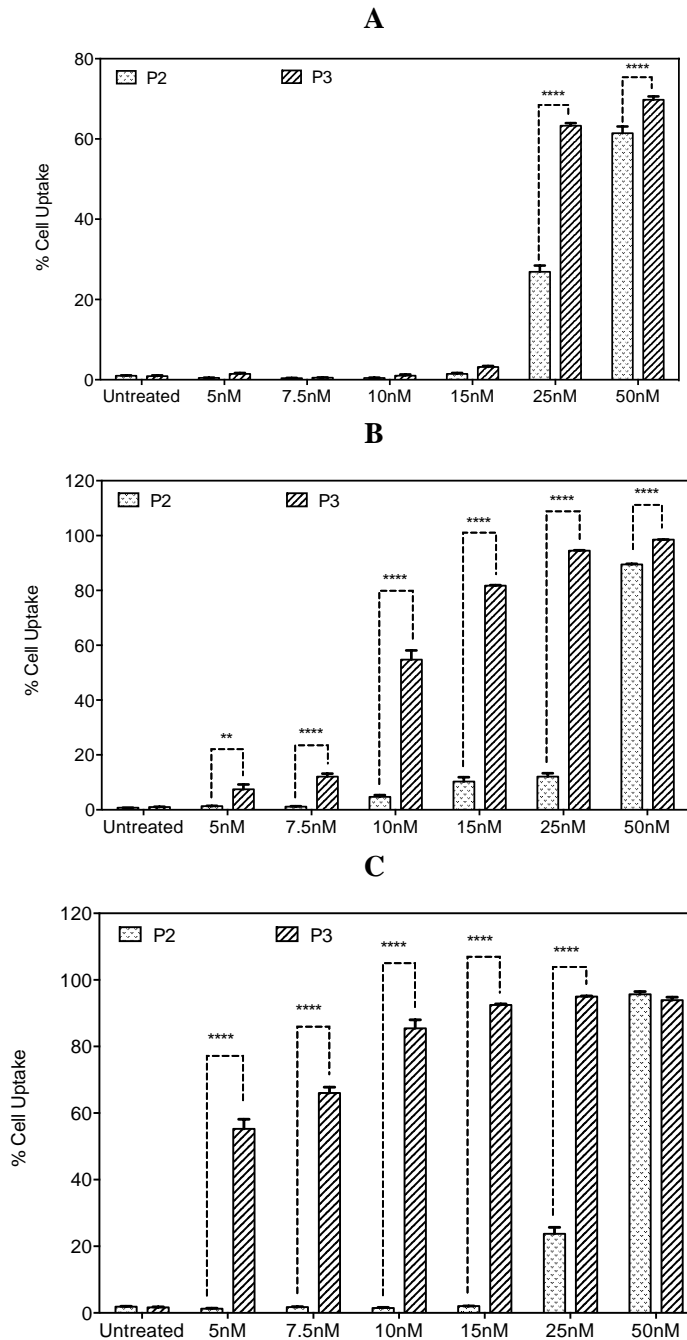 A
P2 P3
**** ****
80
60
40
20
0
% Cell Uptake
Untreated 5nM 7.5nM 10nM 15nM 25nM 50nM
B
P2 P3
** **** **** **** **** ****
120
100
80
60
40
20
0
% Cell Uptake
Untreated 5nM 7.5nM 10nM 15nM 25nM 50nM
C
P2 P3
**** **** **** **** ****
120
100
80
60
40
20
0
% Cell Uptake
Untreated 5nM 7.5nM 10nM 15nM 25nM 50nM